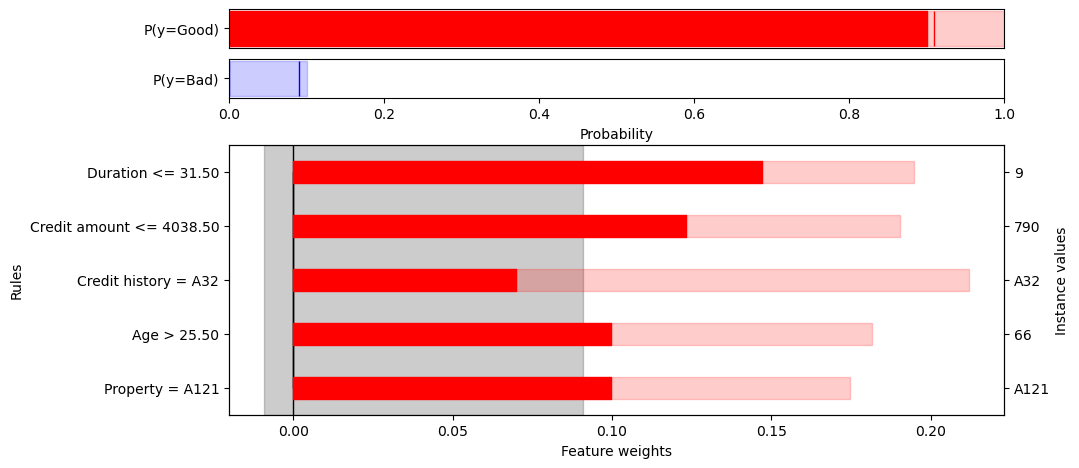 P(y=Good)
P(y=Bad)
0.0 0.2 0.4 0.6 0.8 1.0
Probability
Duration <= 31.50 9
Credit amount <= 4038.50 790
Credit history = A32 A32
Age > 25.50 66
Property = A121 A121
Rules
Instance values
0.00 0.05 0.10 0.15 0.20
Feature weights